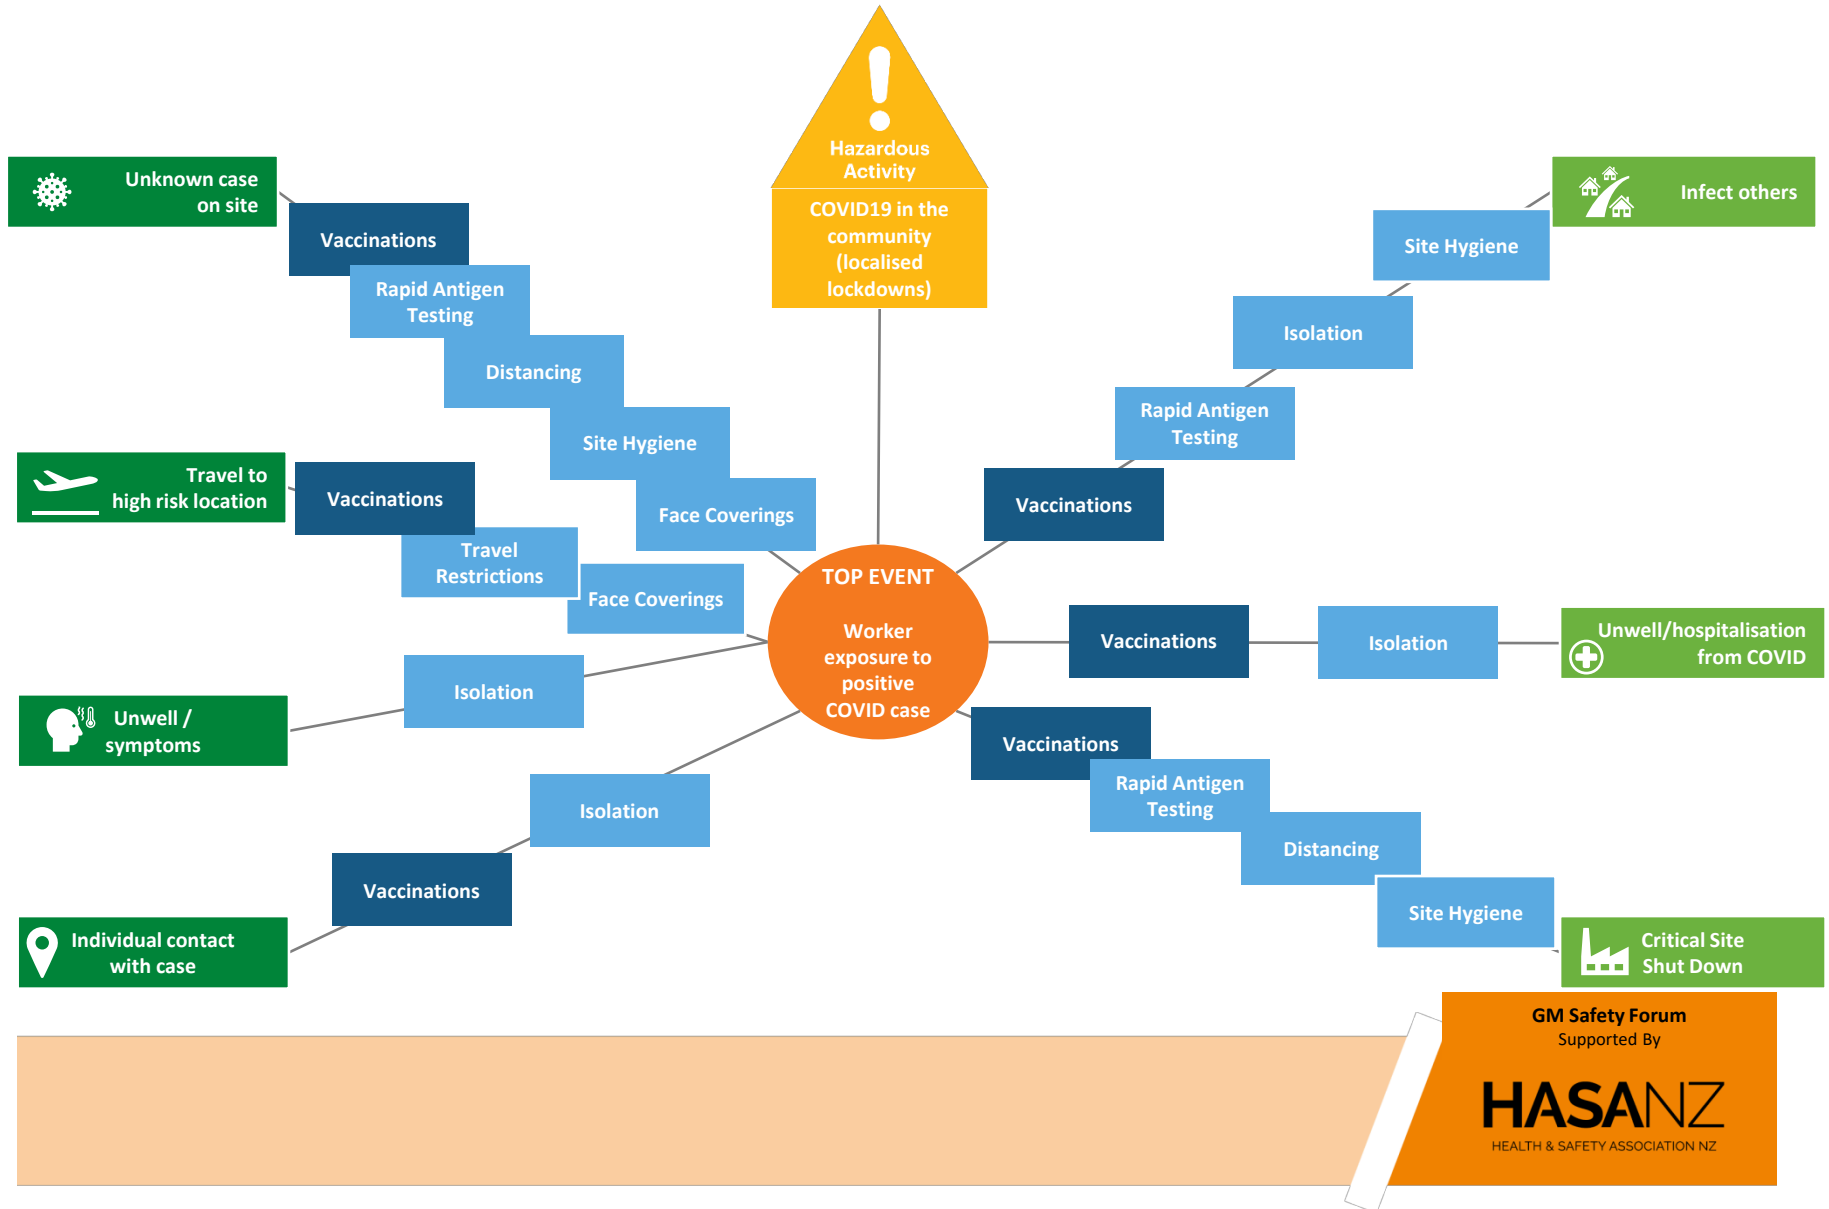 Hazardous
Activity
COVID19 in the
community
(localised
lockdowns)
Unknown case
on site
Vaccinations
Rapid Antigen
Testing
Distancing
Site Hygiene
Face Coverings
Travel to
high risk location
Vaccinations
Travel
Restrictions
Face Coverings
Unwell /
symptoms
Isolation
Individual contact
with case
Vaccinations
Isolation
TOP EVENT
Worker
exposure to
positive
COVID case
Vaccinations
Rapid Antigen
Testing
Isolation
Site Hygiene
Infect others
Vaccinations
Isolation
Unwell/hospitalisation
from COVID
Vaccinations
Rapid Antigen
Testing
Distancing
Site Hygiene
Critical Site
Shut Down
GM Safety Forum
Supported By
HASANZ
HEALTH & SAFETY ASSOCIATION NZ